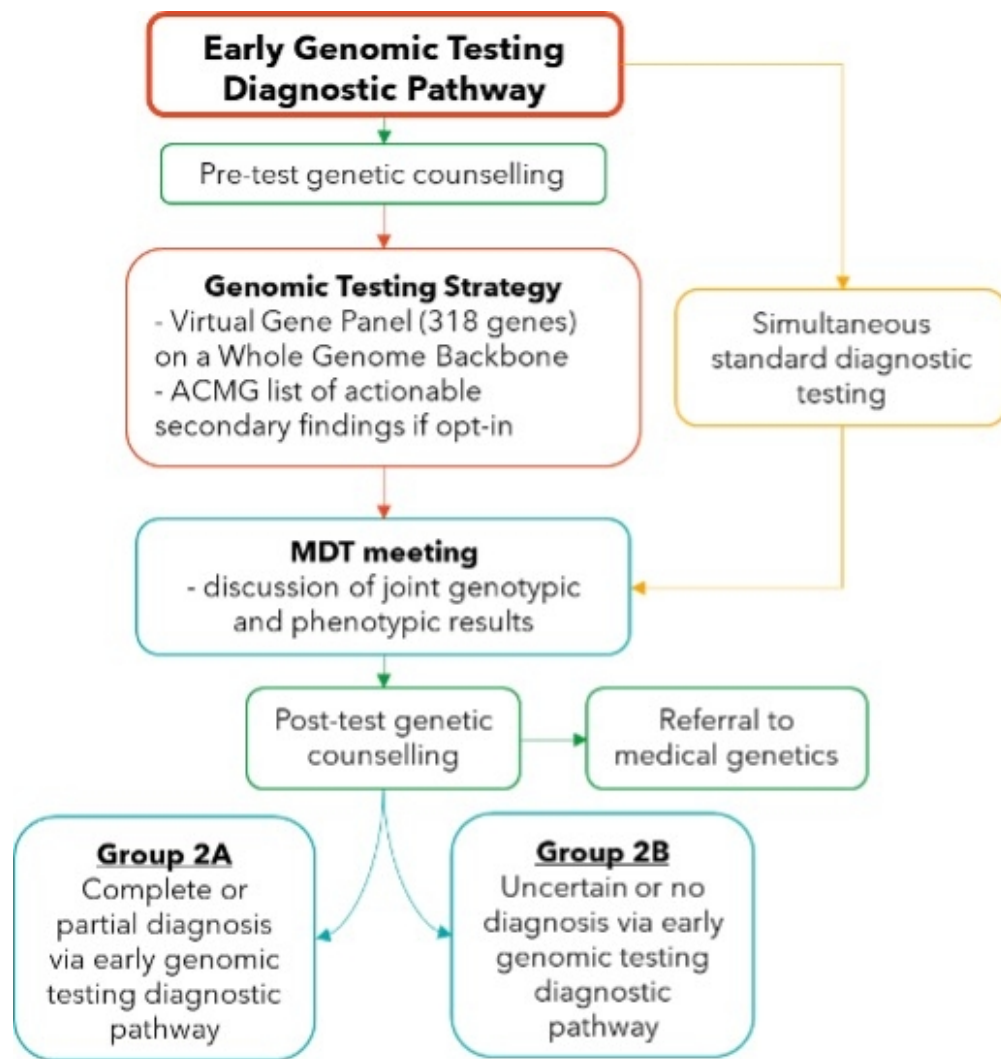 Early Genomic Testing
Diagnostic Pathway
Pre-test genetic counselling
Genomic Testing Strategy
- Virtual Gene Panel (318 genes)
on a Whole Genome Backbone
- ACMG list of actionable
secondary findings if opt-in
Simultaneous
standard diagnostic
testing
MDT meeting
- discussion of joint genotypic
and phenotypic results
Post-test genetic
counselling
Referral to
medical genetics
Group 2A
Complete or
partial diagnosis
via early genomic
testing diagnostic
pathway
Group 2B
Uncertain or no
diagnosis via early
genomic testing
diagnostic
pathway